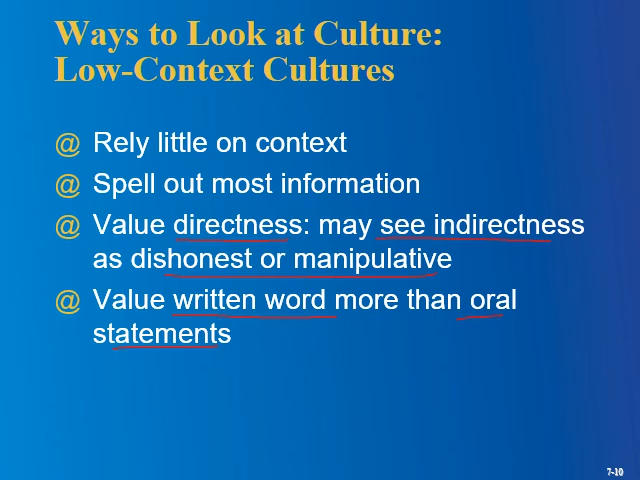 Ways to Look at Culture:
Low-Context Cultures
@ Rely little on context
@ Spell out most information
@ Value directness: may see indirectness
as dishonest or manipulative
@ Value written word more than oral
statements
7-10